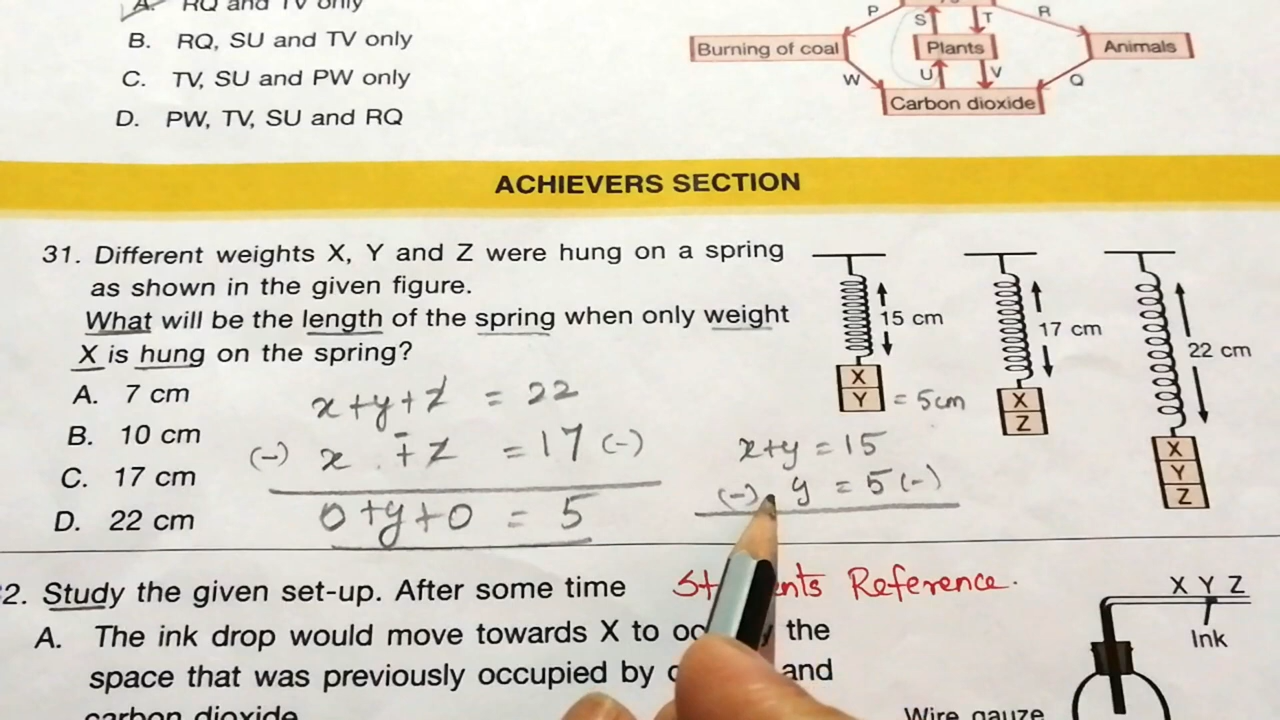 A. RQ and TV only
B. RQ, SU and TV only
C. TV, SU and PW only
D. PW, TV, SU and RQ
P
S
T
R
Burning of coal
Plants
Animals
W
U
V
Q
Carbon dioxide
ACHIEVERS SECTION
31. Different weights X, Y and Z were hung on a spring
as shown in the given figure.
What will be the length of the spring when only weight
X is hung on the spring?
A. 7 cm
B. 10 cm
C. 17 cm
D. 22 cm
x+y+z = 22
(-) x + z = 17 (-)
0+y+0 = 5
15 cm
X
Y
= 5cm
17 cm
X
Z
22 cm
X
Y
Z
x+y = 15
(-) y = 5 (-)
2. Study the given set-up. After some time
Reference.
A. The ink drop would move towards X to the
space that was previously occupied by and
carbon dioxide
X Y Z
Ink
Wire gauze